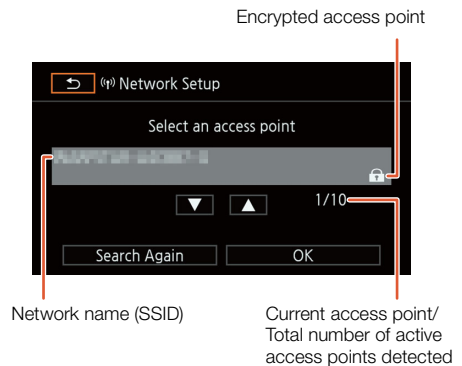 Encrypted access point
Network Setup
Select an access point
1/10
Search Again
OK
Network name (SSID)
Current access point/
Total number of active
access points detected